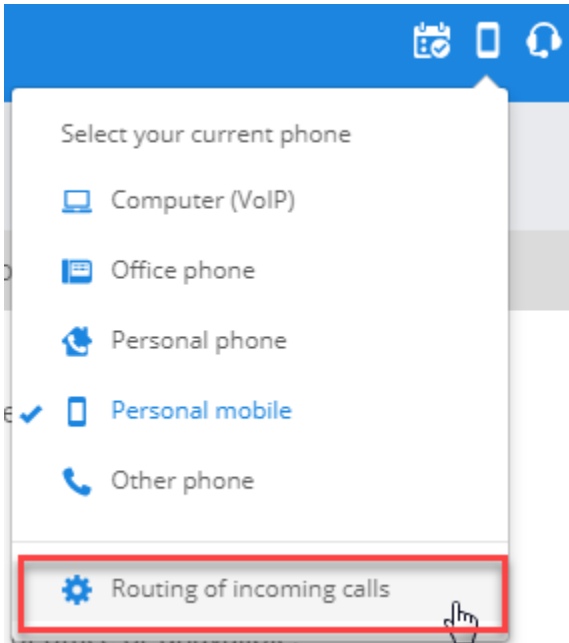 Select your current phone
Computer (VoIP)
Office phone
Personal phone
Personal mobile
Other phone
Routing of incoming calls